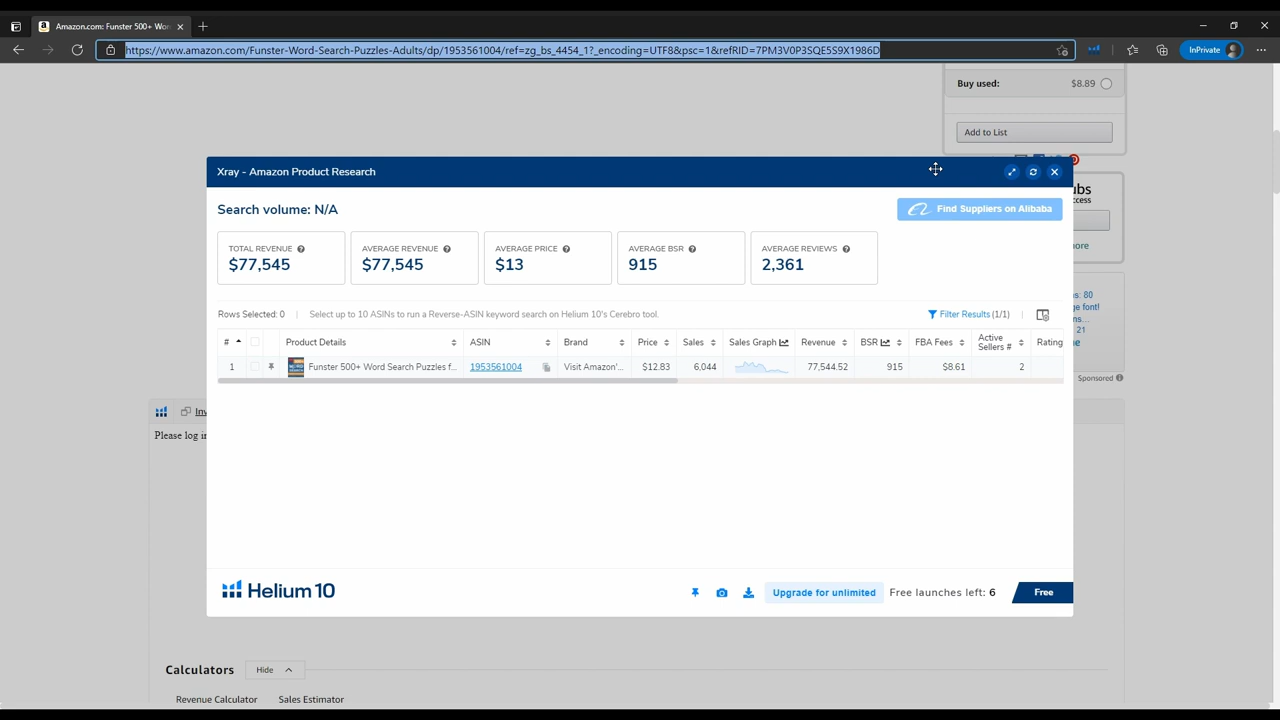 Amazon.com: Funster 500+ Wor
https://www.amazon.com/Funster-Word-Search-Puzzles-Adults/dp/1953561004/ref=zg_bs_4454_1?_encoding=UTF8&psc=1&refRID=7PM3V0P3SQE5S9X1986D
InPrivate
Buy used: $8.89
Add to List
Xray - Amazon Product Research
Search volume: N/A
Find Suppliers on Alibaba
TOTAL REVENUE
$77,545
AVERAGE REVENUE
$77,545
AVERAGE PRICE
$13
AVERAGE BSR
915
AVERAGE REVIEWS
2,361
Rows Selected: 0 | Select up to 10 ASINs to run a Reverse-ASIN keyword search on Helium 10's Cerebro tool.
Filter Results (1/1)
# Product Details ASIN Brand Price Sales Sales Graph Revenue BSR FBA Fees Active Sellers # Rating
1 Funster 500+ Word Search Puzzles f... 1953561004 Visit Amazon'... $12.83 6,044 77,544.52 915 $8.61 2
Sponsored
Please log in
Helium 10
Upgrade for unlimited
Free launches left: 6
Free
Calculators
Hide
Revenue Calculator
Sales Estimator